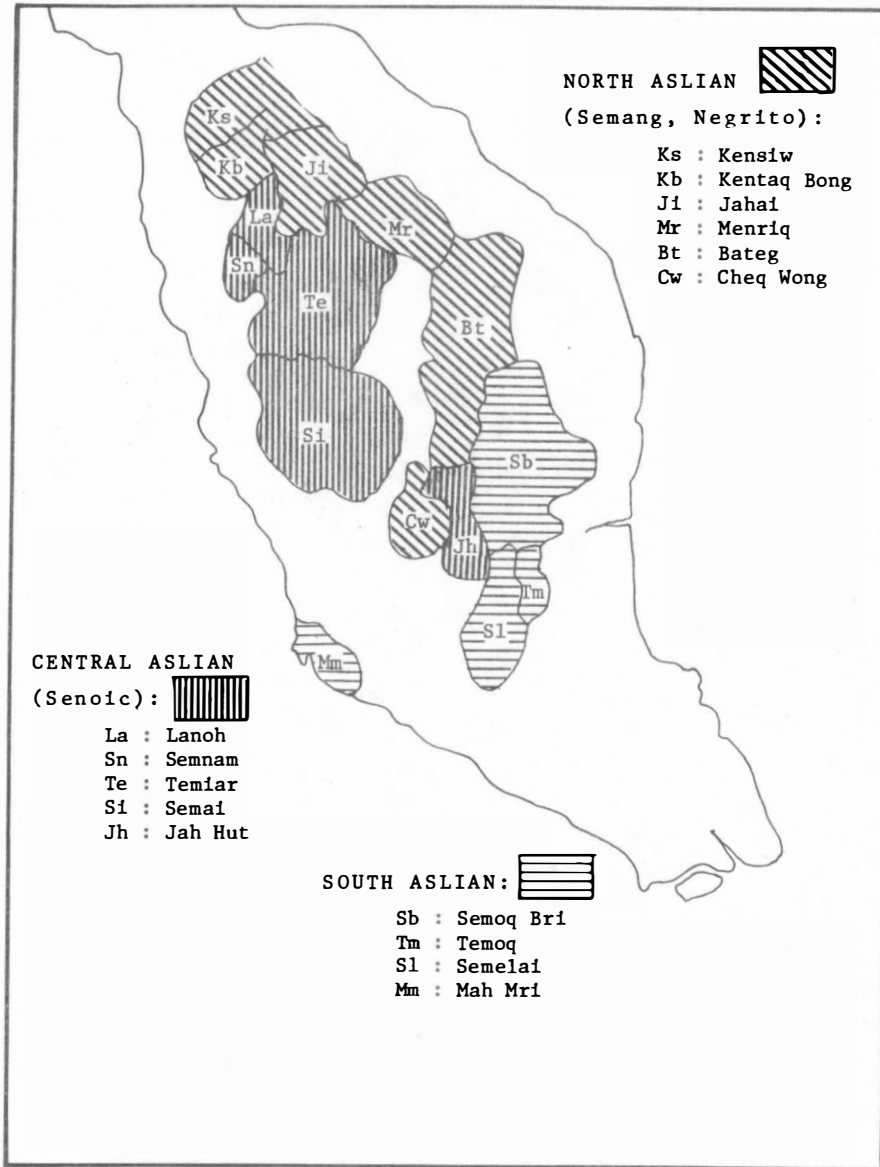 NORTH ASLIAN
(Semang, Negrito):
Ks : Kensiw
Kb : Kentaq Bong
Ji : Jahai
Mr : Menriq
Bt : Bateg
Cw : Cheq Wong
Ks
Kb
Ji
La
Mr
Sn
Te
Bt
Si
Sb
Cw
Jh
Tm
Sl
Mm
CENTRAL ASLIAN
(Senoic):
La : Lanoh
Sn : Semnam
Te : Temiar
Si : Semai
Jh : Jah Hut
SOUTH ASLIAN:
Sb : Semoq Bri
Tm : Temoq
Sl : Semelai
Mm : Mah Mri